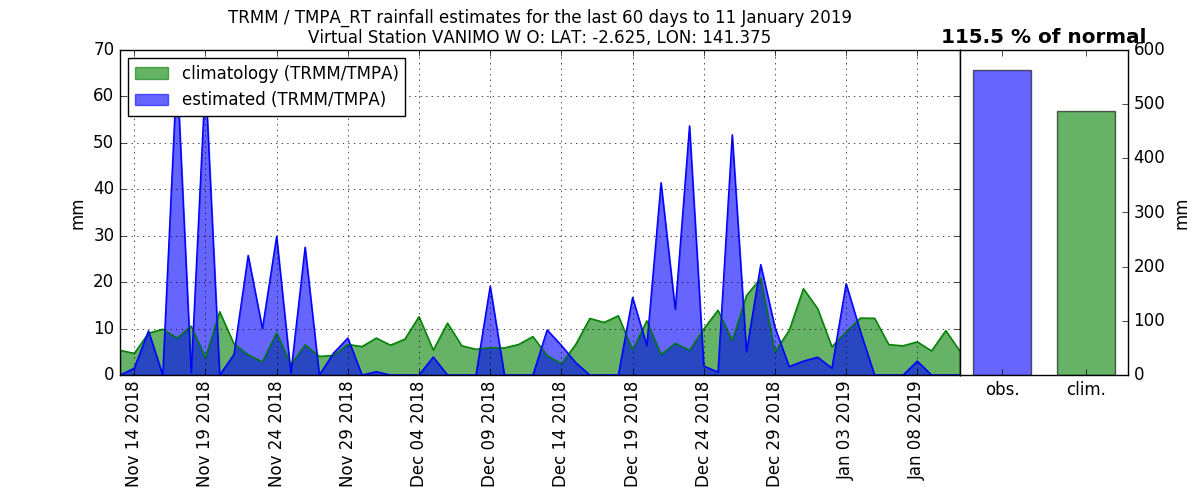 TRMM / TMPA_RT rainfall estimates for the last 60 days to 11 January 2019
Virtual Station VANIMO W O: LAT: -2.625, LON: 141.375
115.5 % of normal
climatology (TRMM/TMPA)
estimated (TRMM/TMPA)
70
60
50
40
30
20
10
0
mm
Nov 14 2018
Nov 19 2018
Nov 24 2018
Nov 29 2018
Dec 04 2018
Dec 09 2018
Dec 14 2018
Dec 19 2018
Dec 24 2018
Dec 29 2018
Jan 03 2019
Jan 08 2019
600
500
400
300
200
100
0
mm
obs.
clim.